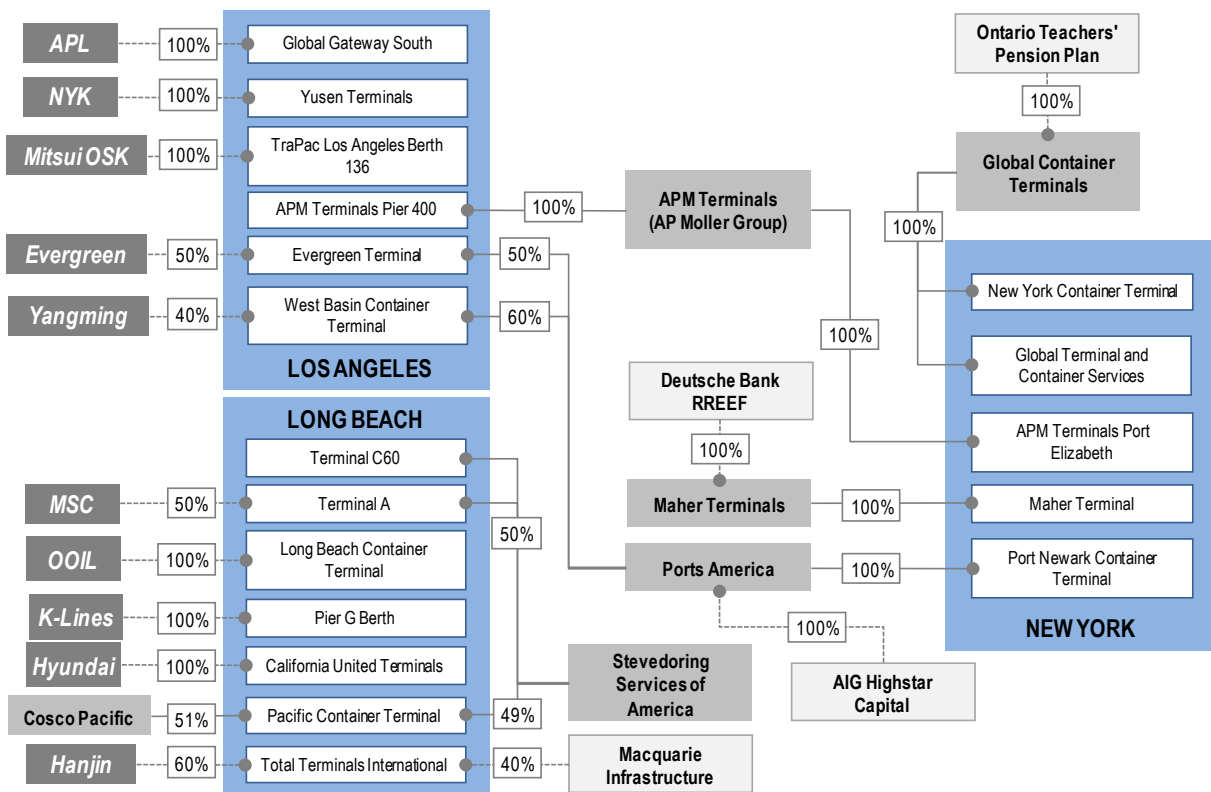 APL
100%
Global Gateway South
NYK
100%
Yusen Terminals
Mitsui OSK
100%
TraPac Los Angeles Berth
136
APM Terminals Pier 400
100%
Evergreen
50%
Evergreen Terminal
50%
Yangming
40%
West Basin Container
Terminal
60%
LOS ANGELES
LONG BEACH
Terminal C60
MSC
50%
Terminal A
50%
OOIL
100%
Long Beach Container
Terminal
K-Lines
100%
Pier G Berth
Hyundai
100%
California United Terminals
Cosco Pacific
51%
Pacific Container Terminal
49%
Hanjin
60%
Total Terminals International
40%
APM Terminals
(AP Moller Group)
100%
Deutsche Bank
RREEF
100%
Maher Terminals
100%
Ports America
100%
100%
AIG Highstar
Capital
Stevedoring
Services of
America
Macquarie
Infrastructure
Ontario Teachers'
Pension Plan
100%
Global Container
Terminals
100%
New York Container Terminal
Global Terminal and
Container Services
APM Terminals Port
Elizabeth
Maher Terminal
Port Newark Container
Terminal
NEW YORK